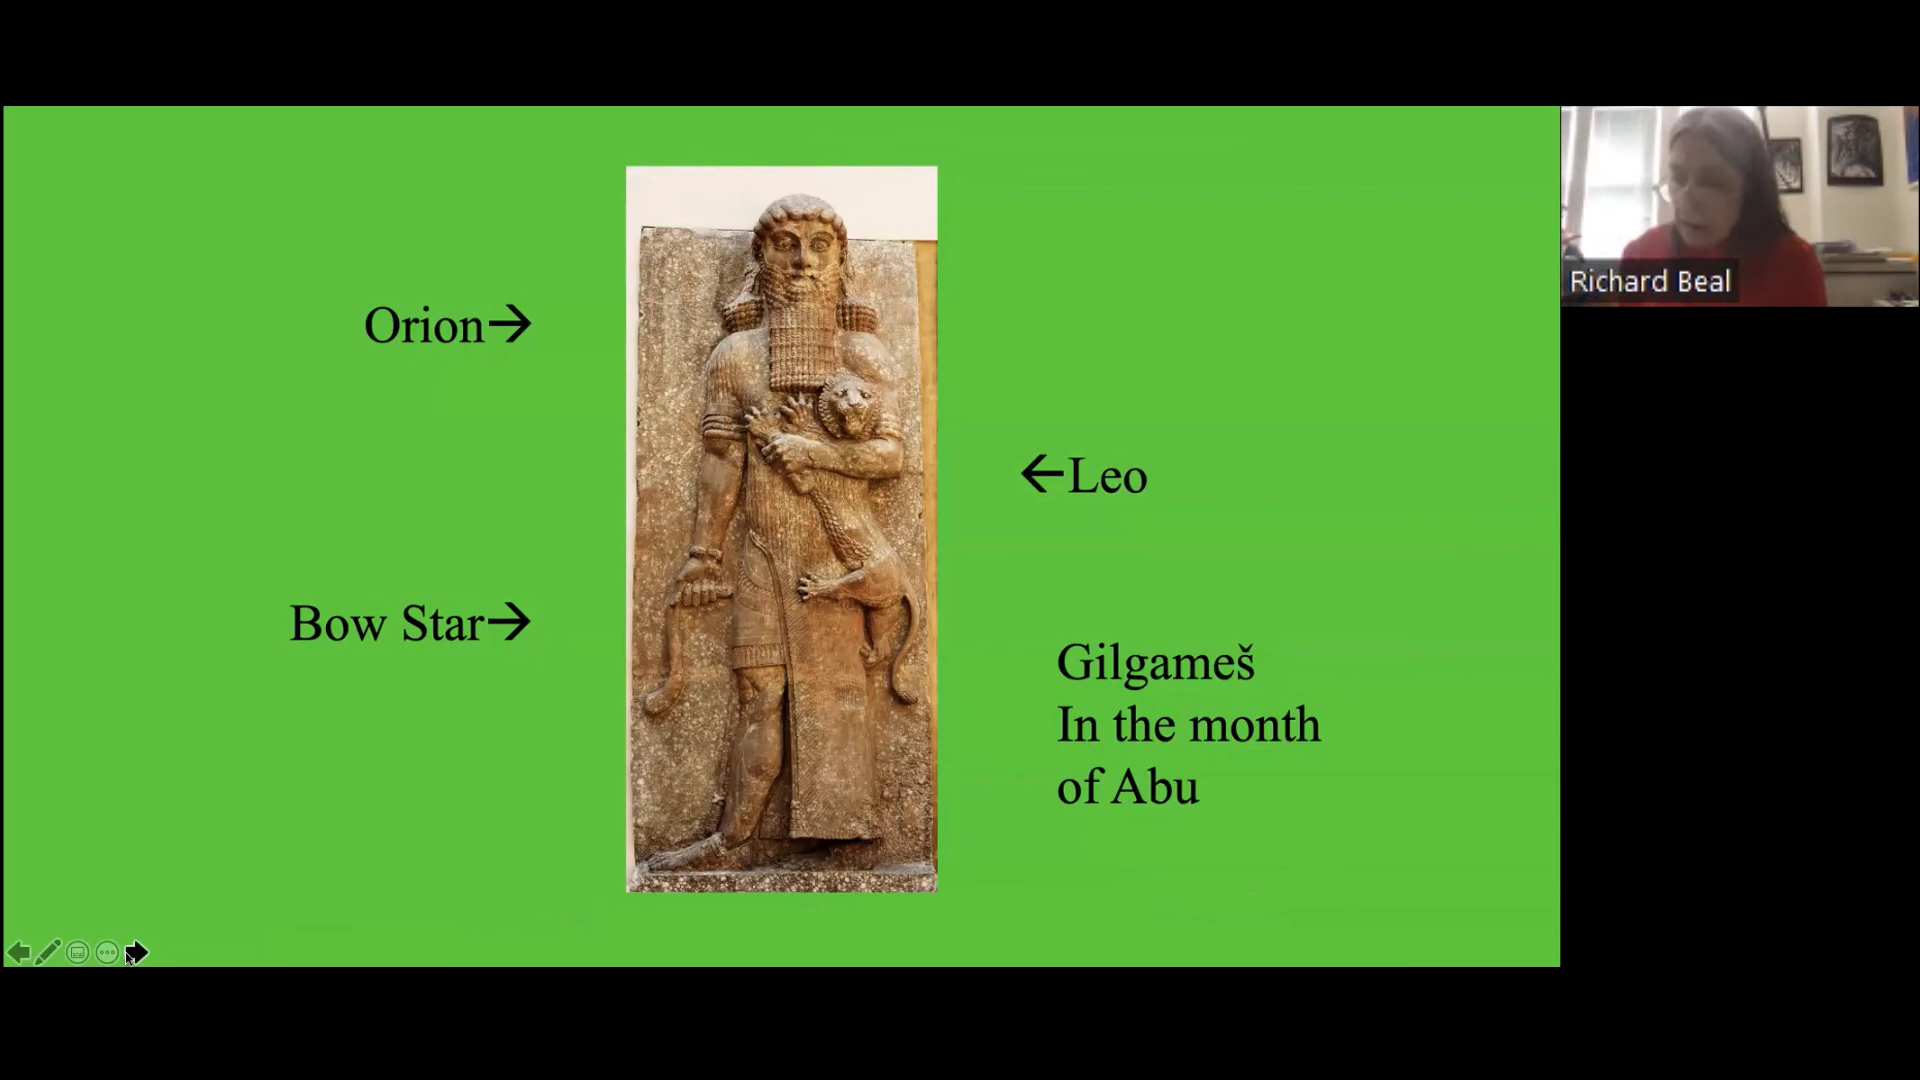 Orion→
←Leo
Bow Star→
Gilgameš
In the month
of Abu
Richard Beal